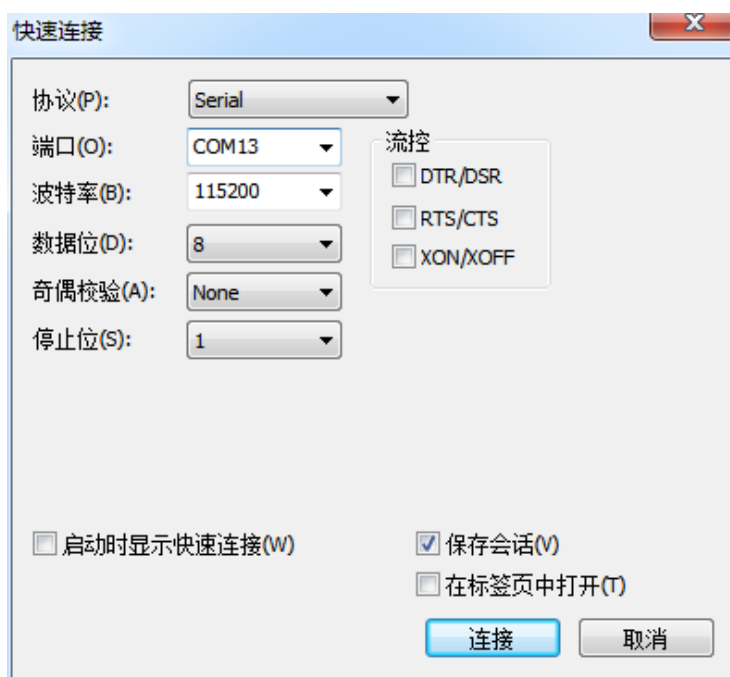 快速连接
协议(P): Serial
端口(O): COM13
流控
DTR/DSR
波特率(B): 115200
RTS/CTS
数据位(D): 8
XON/XOFF
奇偶校验(A): None
停止位(S): 1
启动时显示快速连接(W)
保存会话(V)
在标签页中打开(T)
连接 取消